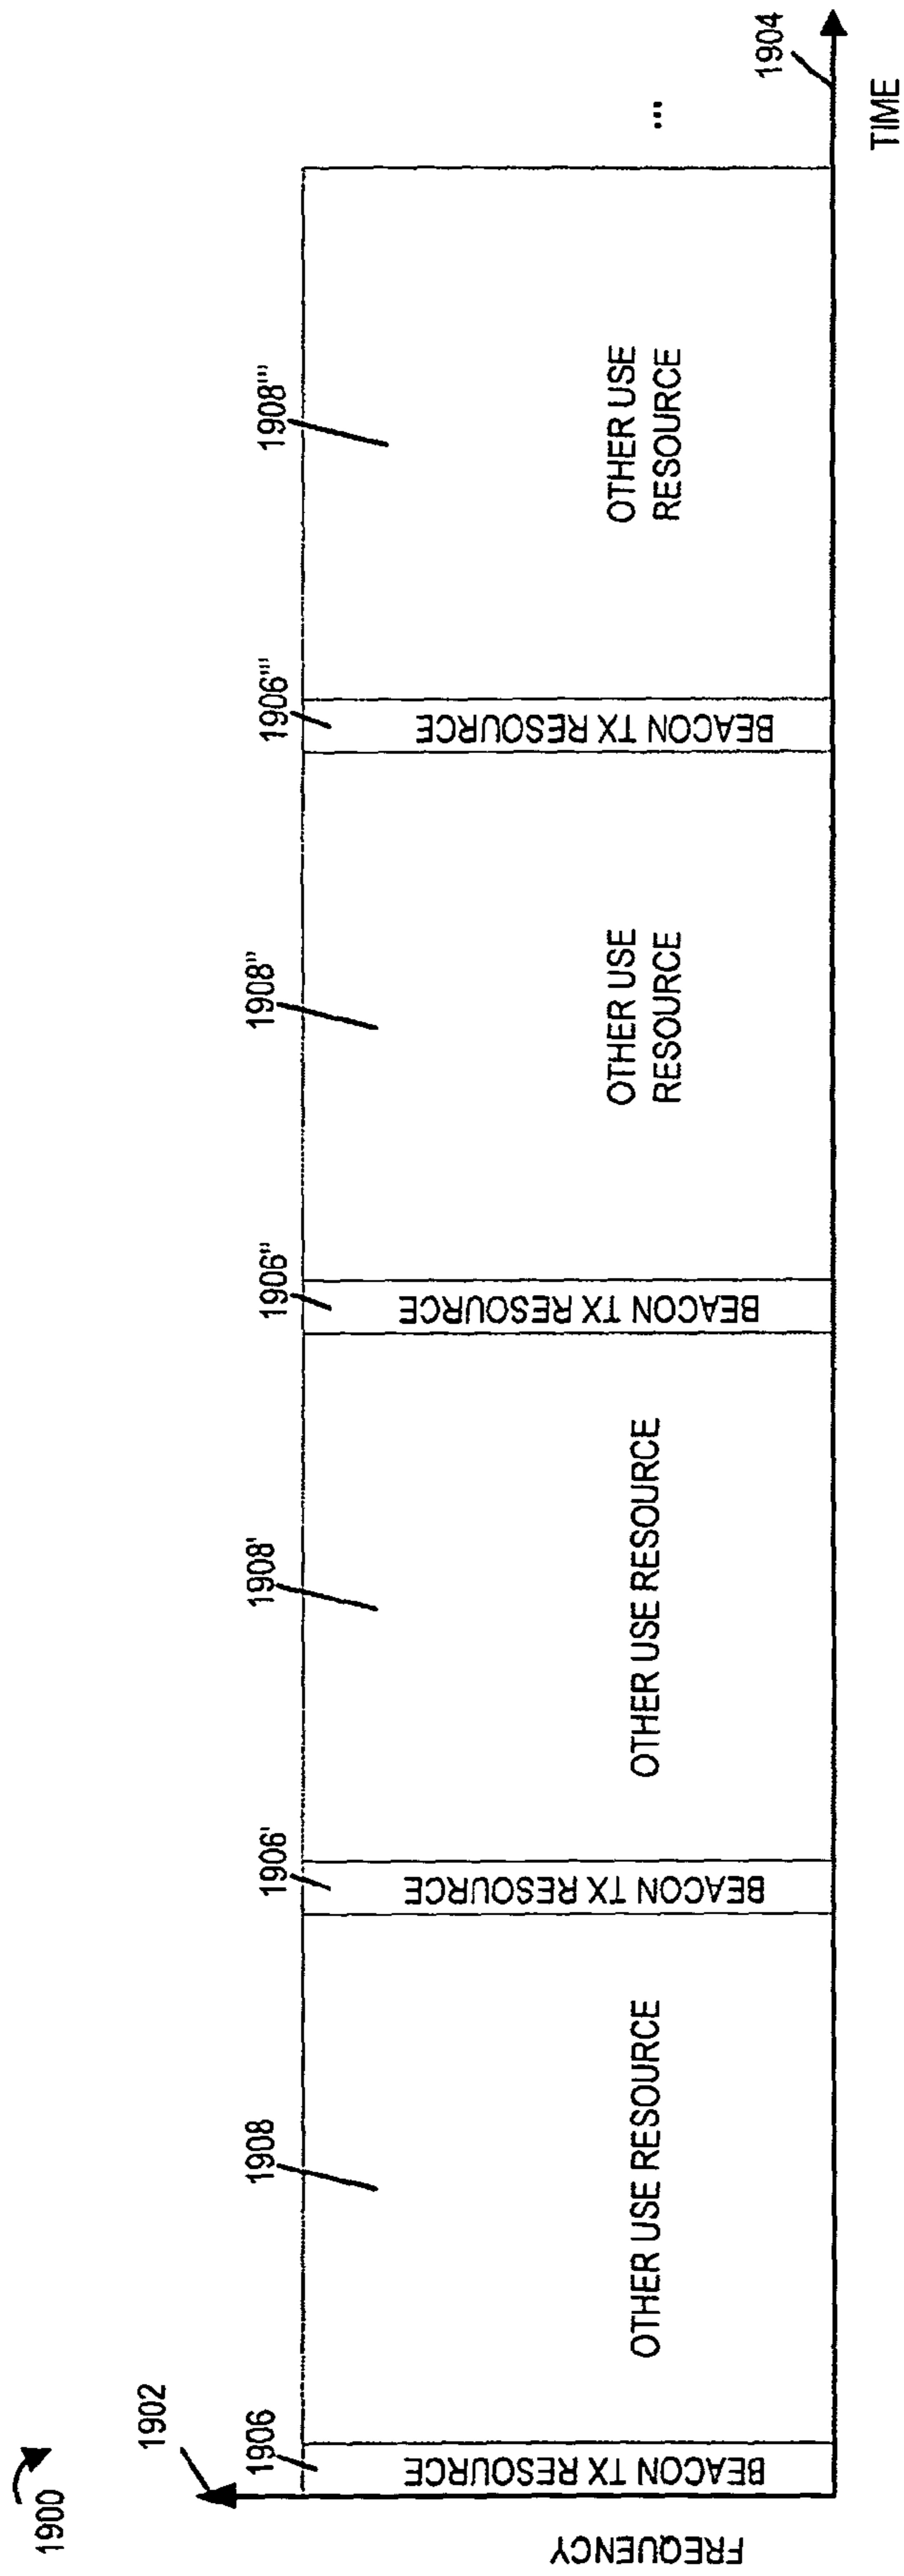 1900
1902
1906
1908
1906'
1908'
1906''
1908''
1906'''
1908'''
1904
FREQUENCY
BEACON TX RESOURCE
OTHER USE RESOURCE
BEACON TX RESOURCE
OTHER USE RESOURCE
BEACON TX RESOURCE
OTHER USE
RESOURCE
BEACON TX RESOURCE
OTHER USE
RESOURCE
...
TIME